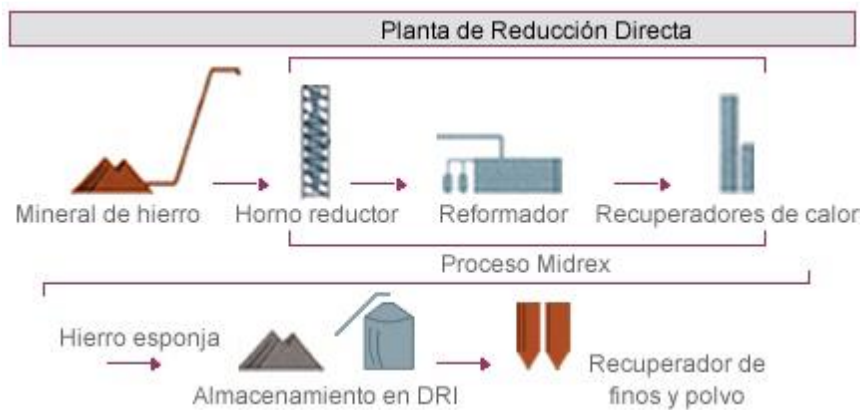 Planta de Reducción Directa
Mineral de hierro
Horno reductor
Reformador
Recuperadores de calor
Proceso Midrex
Hierro esponja
Almacenamiento en DRI
Recuperador de
finos y polvo